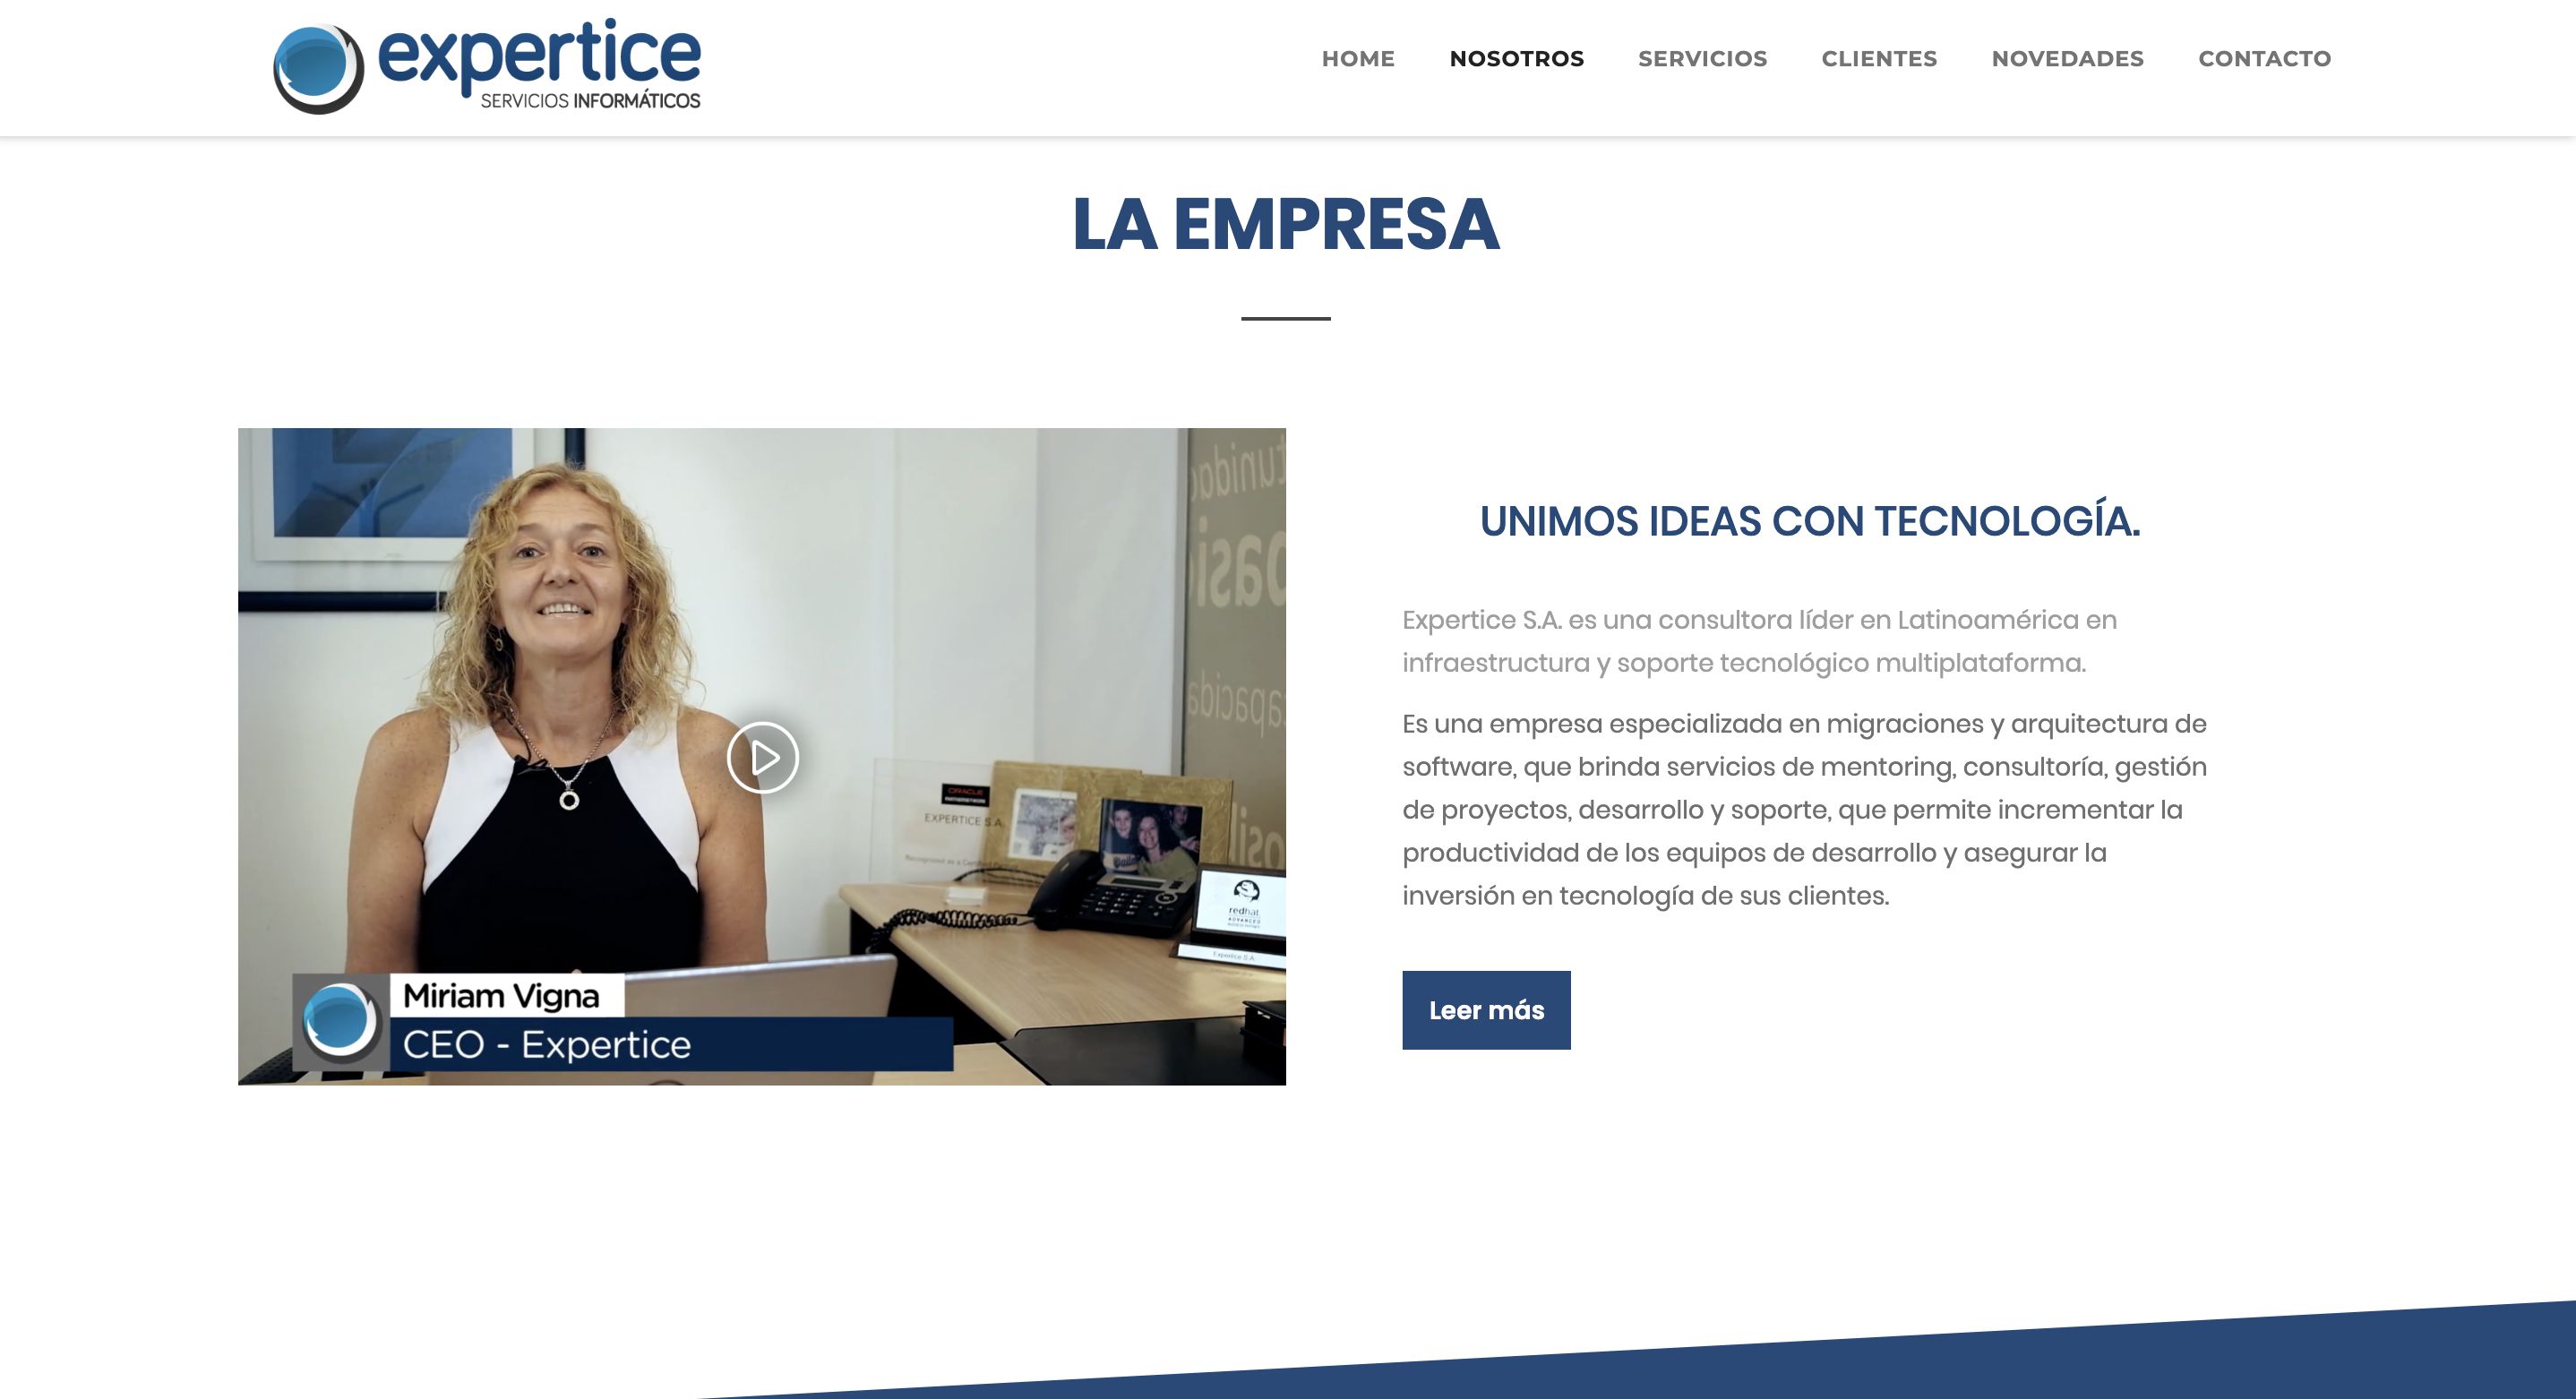 expertice
SERVICIOS INFORMÁTICOS
HOME NOSOTROS SERVICIOS CLIENTES NOVEDADES CONTACTO
LA EMPRESA
ORACLE
EXPERTICE S.A.
redhat
ADVANCED
Expertice S.A.
Miriam Vigna
CEO - Expertice
UNIMOS IDEAS CON TECNOLOGÍA.
Expertice S.A. es una consultora líder en Latinoamérica en
infraestructura y soporte tecnológico multiplataforma.
Es una empresa especializada en migraciones y arquitectura de
software, que brinda servicios de mentoring, consultoría, gestión
de proyectos, desarrollo y soporte, que permite incrementar la
productividad de los equipos de desarrollo y asegurar la
inversión en tecnología de sus clientes.
Leer más